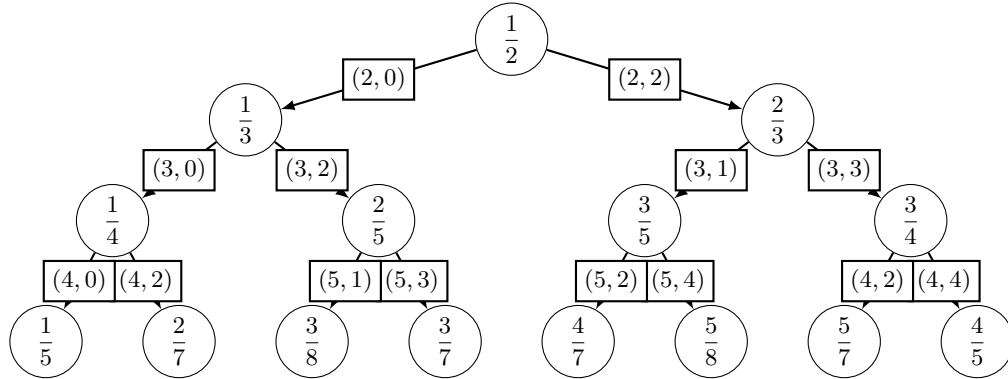 1/2
(2, 0) (2, 2)
1/3 2/3
(3, 0) (3, 2) (3, 1) (3, 3)
1/4 2/5 3/5 3/4
(4, 0) (4, 2) (5, 1) (5, 3) (5, 2) (5, 4) (4, 2) (4, 4)
1/5 2/7 3/8 3/7 4/7 5/8 5/7 4/5